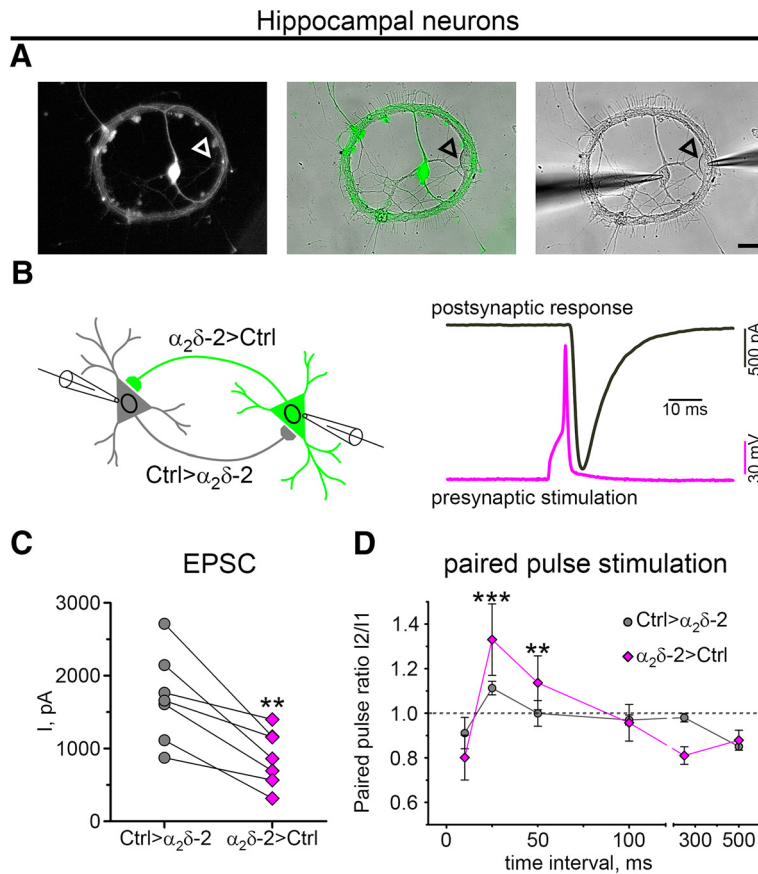 Hippocampal neurons
A
B
α₂δ-2>Ctrl
Ctrl>α₂δ-2
postsynaptic response
500 pA
10 ms
30 mV
presynaptic stimulation
C
EPSC
3000
2000
1000
0
I, pA
**
Ctrl>α₂δ-2 α₂δ-2>Ctrl
D
paired pulse stimulation
Paired pulse ratio I2/I1
1.4
1.2
1.0
0.8
0.6
***
**
Ctrl>α₂δ-2
α₂δ-2>Ctrl
0 50 100 300 500
time interval, ms